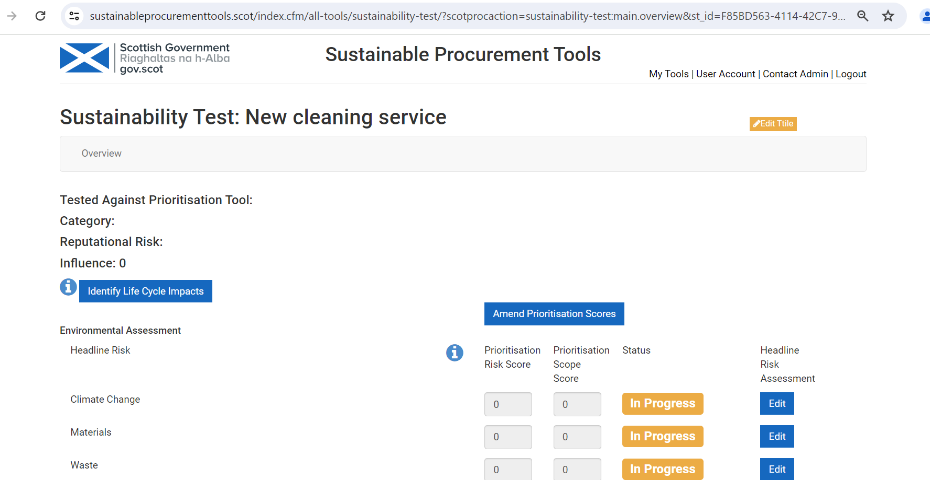 sustainableprocurementtools.scot/index.cfm/all-tools/sustainability-test/?scotprocaction=sustainability-test:main.overview&st_id=F85BD563-4114-42C7-9...
Scottish Government
Riaghaltas na h-Alba
gov.scot
Sustainable Procurement Tools
My Tools | User Account | Contact Admin | Logout
Sustainability Test: New cleaning service
Edit Ttile
Overview
Tested Against Prioritisation Tool:
Category:
Reputational Risk:
Influence: 0
Identify Life Cycle Impacts
Amend Prioritisation Scores
Environmental Assessment
Headline Risk
Prioritisation Risk Score
Prioritisation Scope Score
Status
Headline Risk Assessment
Climate Change 0 0 In Progress Edit
Materials 0 0 In Progress Edit
Waste 0 0 In Progress Edit